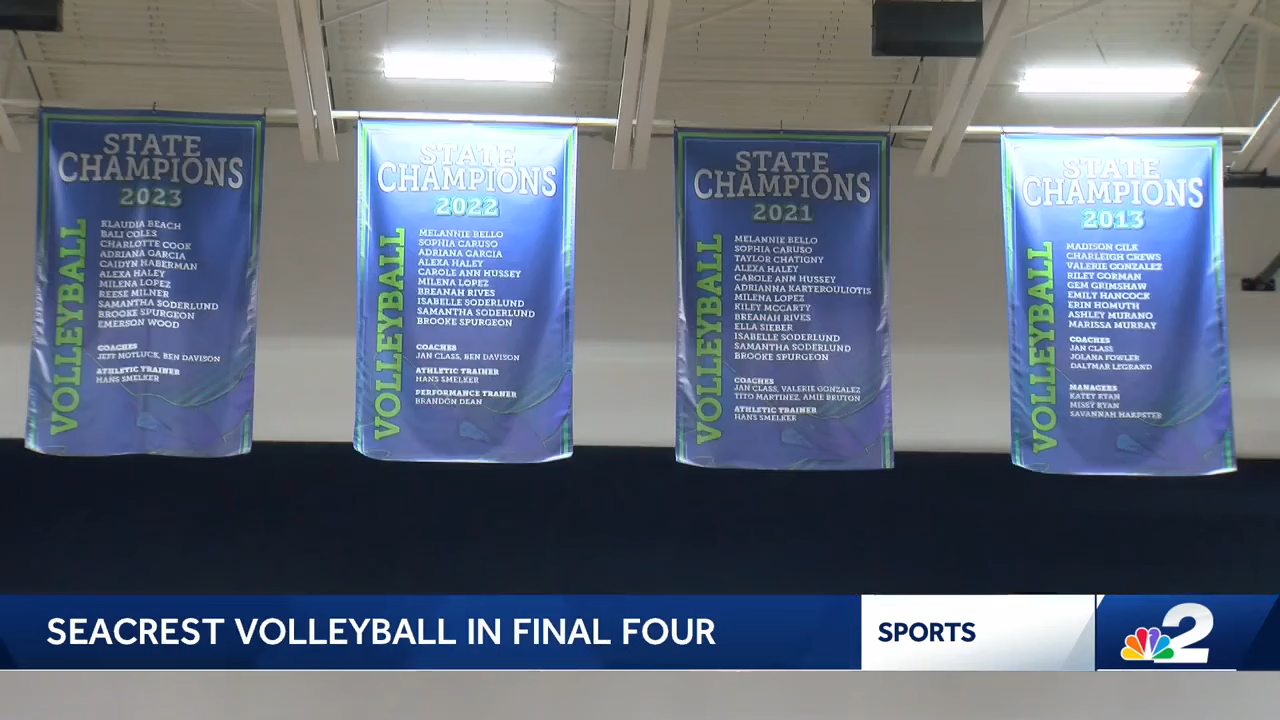 STATE
CHAMPIONS
2023
VOLLEYBALL
KLAUDIA BEACH
BALI COLES
CHARLOTTE COOK
ADRIANA GARCIA
CAIDYN HABERMAN
ALEXA HALEY
MILENA LOPEZ
REESE MILNER
SAMANTHA SODERLUND
BROOKE SPURGEON
EMERSON WOOD
COACHES
JEFF MOTLUCK, BEN DAVISON
ATHLETIC TRAINER
HANS SMELKER
STATE
CHAMPIONS
2022
VOLLEYBALL
MELANNIE BELLO
SOPHIA CARUSO
ADRIANA GARCIA
ALEXA HALEY
CAROLE ANN HUSSEY
MILENA LOPEZ
BREANAH RIVES
ISABELLE SODERLUND
SAMANTHA SODERLUND
BROOKE SPURGEON
COACHES
JAN CLASS, BEN DAVISON
ATHLETIC TRAINER
HANS SMELKER
PERFORMANCE TRANER
BRANDON DEAN
STATE
CHAMPIONS
2021
VOLLEYBALL
MELANNIE BELLO
SOPHIA CARUSO
TAYLOR CHATIGNY
ALEXA HALEY
CAROLE ANN HUSSEY
ADRIANNA KARTEROULIOTIS
MILENA LOPEZ
KILEY MCCARTY
BREANAH RIVES
ELLA SIEBER
ISABELLE SODERLUND
SAMANTHA SODERLUND
BROOKE SPURGEON
COACHES
JAN CLASS, VALERIE GONZALEZ
TITO MARTINEZ, AMIE BRUTON
ATHLETIC TRAINER
HANS SMELKER
STATE
CHAMPIONS
2013
VOLLEYBALL
MADISON CILK
CHARLEIGH CREWS
VALERIE GONZALEZ
RILEY GORMAN
GEM GRIMSHAW
EMILY HANCOCK
ERIN HOMUTH
ASHLEY MURANO
MARISSA MURRAY
COACHES
JAN CLASS
JOLANA FOWLER
DALYMAR LEGRAND
MANAGERS
KATEY RYAN
MISSY RYAN
SAVANNAH HARPSTER
SEACREST VOLLEYBALL IN FINAL FOUR
SPORTS
2